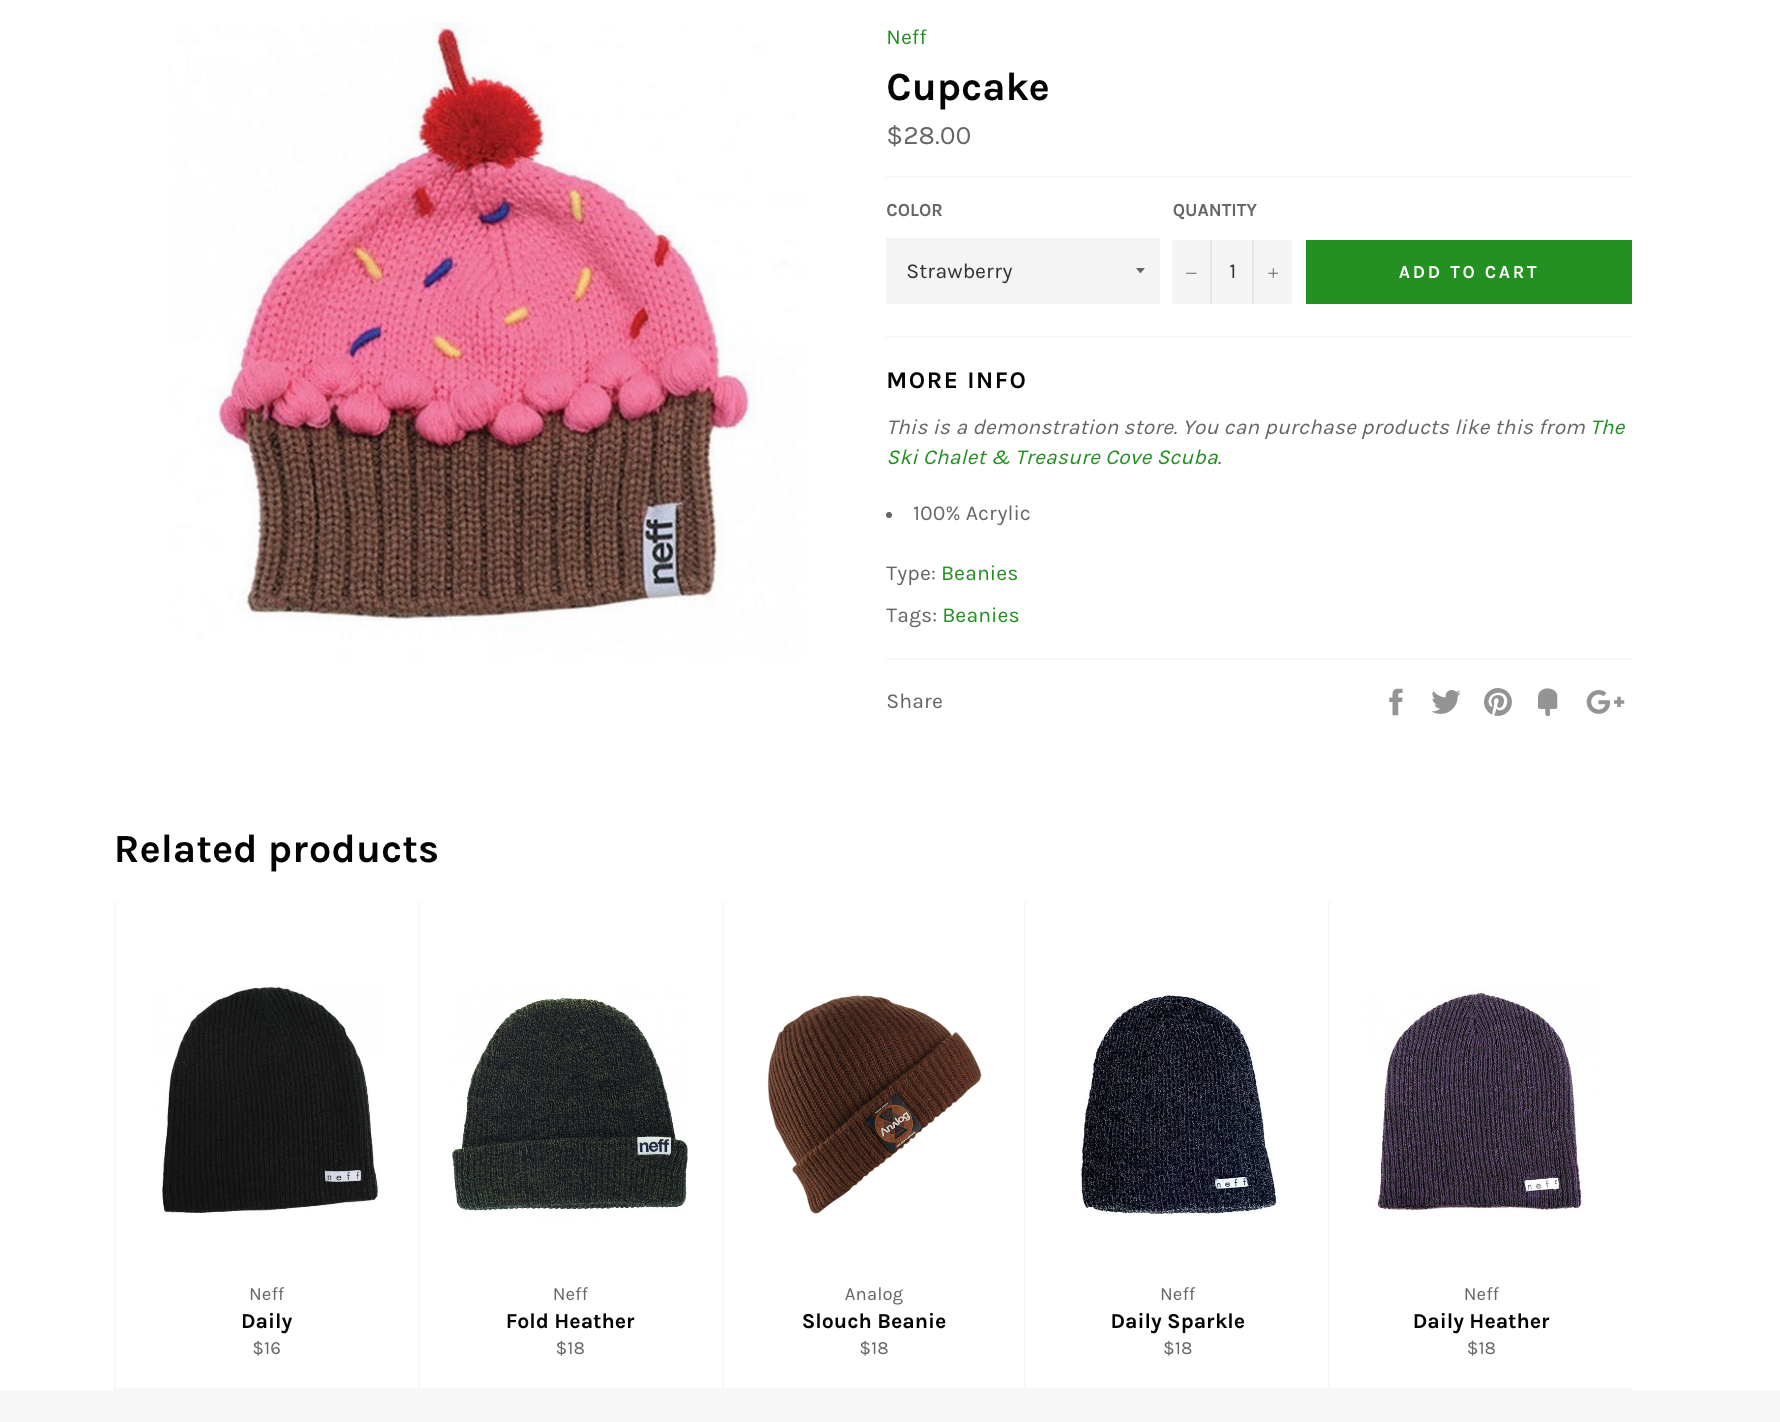 Neff
Cupcake
$28.00
COLOR
QUANTITY
Strawberry
− 1 +
ADD TO CART
MORE INFO
This is a demonstration store. You can purchase products like this from The
Ski Chalet & Treasure Cove Scuba.
• 100% Acrylic
Type: Beanies
Tags: Beanies
Share
G+
neff
Related products
neff
neff
Analog
neff
neff
Neff
Daily
$16
Neff
Fold Heather
$18
Analog
Slouch Beanie
$18
Neff
Daily Sparkle
$18
Neff
Daily Heather
$18